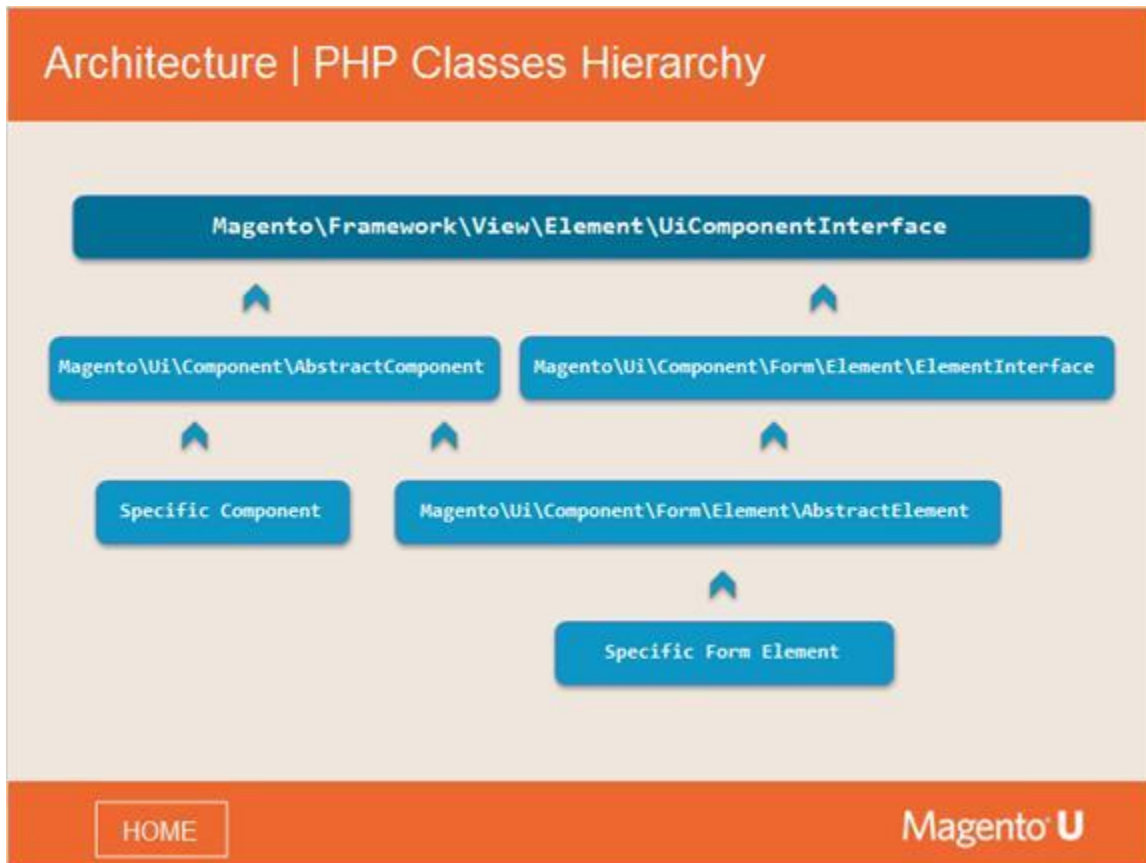 Architecture | PHP Classes Hierarchy
Magento\Framework\View\Element\UiComponentInterface
Magento\Ui\Component\AbstractComponent
Magento\Ui\Component\Form\Element\ElementInterface
Specific Component
Magento\Ui\Component\Form\Element\AbstractElement
Specific Form Element
HOME
Magento U